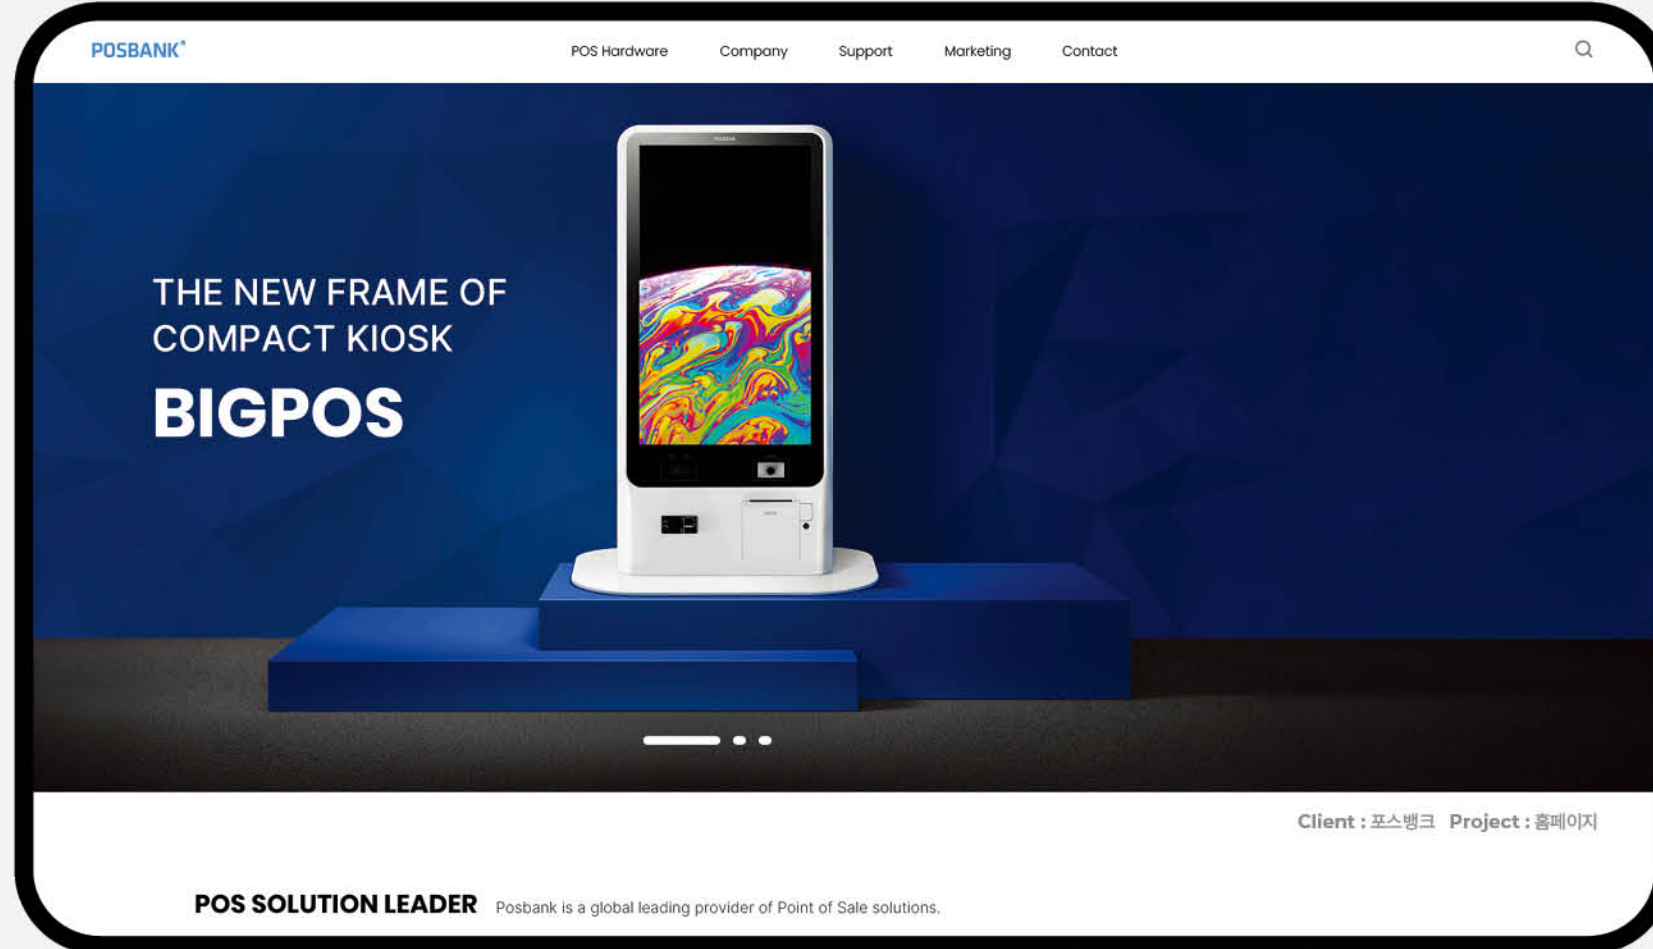 POSBANK
POS Hardware Company Support Marketing Contact
THE NEW FRAME OF
COMPACT KIOSK
BIGPOS
Client : 포스뱅크 Project : 홈페이지
POS SOLUTION LEADER Posbank is a global leading provider of Point of Sale solutions.